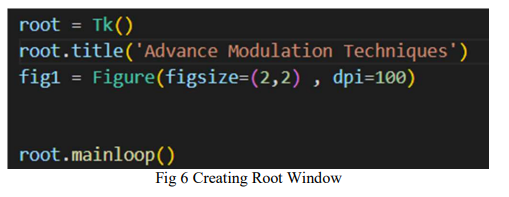 root = Tk()
root.title('Advance Modulation Techniques')
fig1 = Figure(figsize=(2,2) , dpi=100)
root.mainloop()
Fig 6 Creating Root Window